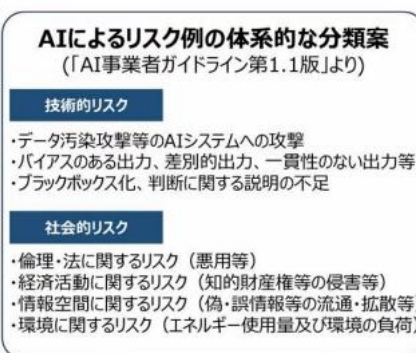 AIによるリスク例の体系的な分類案
(「AI事業者ガイドライン第1.1版」より)
技術的リスク
・データ汚染攻撃等のAIシステムへの攻撃
・バイアスのある出力、差別的出力、一貫性のない出力等
・ブラックボックス化、判断に関する説明の不足
社会的リスク
・倫理・法に関するリスク（悪用等）
・経済活動に関するリスク（知的財産権等の侵害等）
・情報空間に関するリスク（偽・誤情報等の流通・拡散等）
・環境に関するリスク（エネルギー使用量及び環境の負荷）